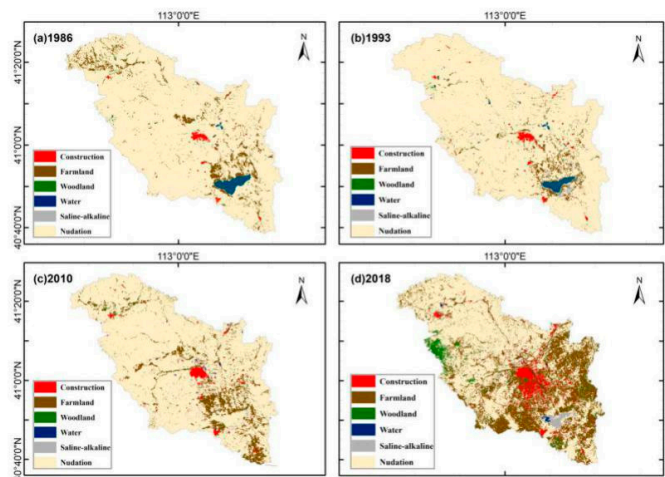 113°0'0"E
113°0'0"E
(a)1986
N
41°20'0"N
41°0'0"N
40°40'0"N
Construction
Farmland
Woodland
Water
Saline-alkaline
Nudation
(b)1993
N
Construction
Farmland
Woodland
Water
Saline-alkaline
Nudation
113°0'0"E
113°0'0"E
(c)2010
N
41°20'0"N
41°0'0"N
40°40'0"N
Construction
Farmland
Woodland
Water
Saline-alkaline
Nudation
(d)2018
N
Construction
Farmland
Woodland
Water
Saline-alkaline
Nudation